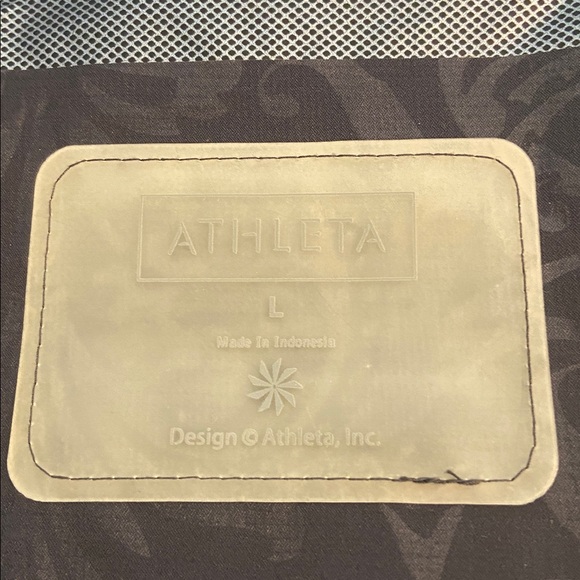 ATHLETA
L
Made In Indonesia
Design © Athleta, Inc.